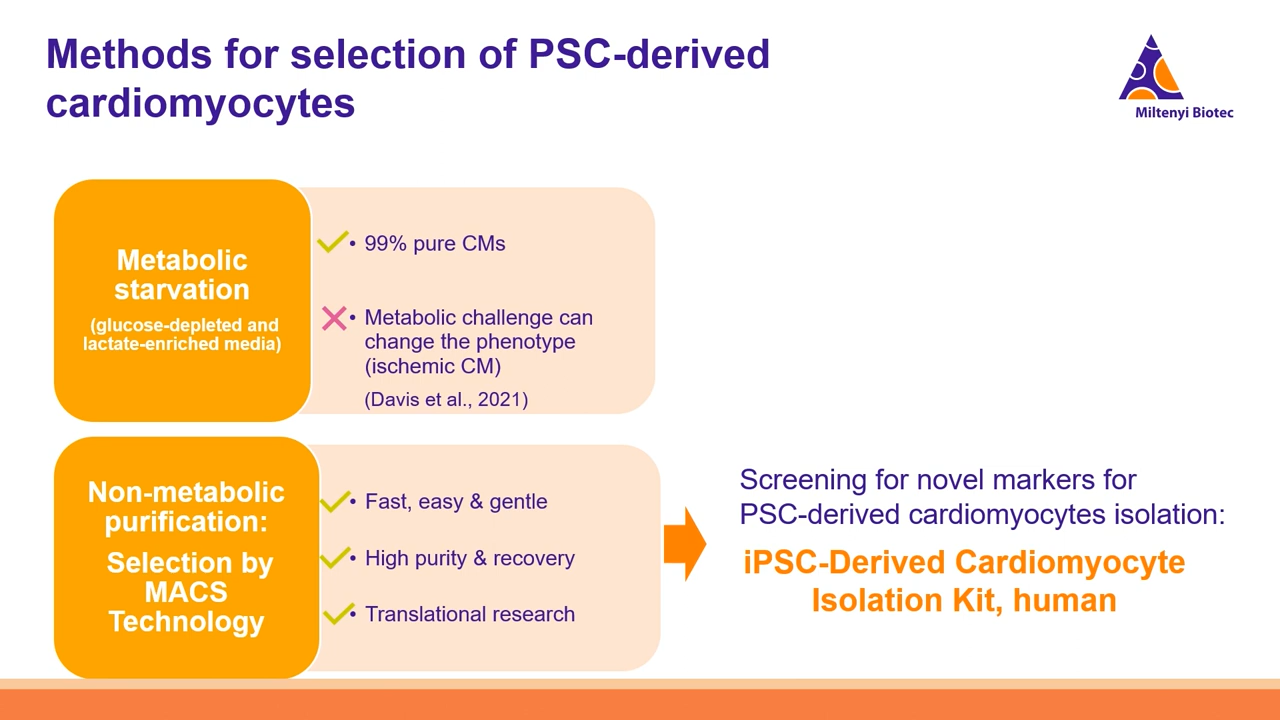 Methods for selection of PSC-derived
cardiomyocytes
Miltenyi Biotec
Metabolic
starvation
(glucose-depleted and
lactate-enriched media)
• 99% pure CMs
• Metabolic challenge can
change the phenotype
(ischemic CM)
(Davis et al., 2021)
Non-metabolic
purification:
Selection by
MACS
Technology
• Fast, easy & gentle
• High purity & recovery
• Translational research
Screening for novel markers for
PSC-derived cardiomyocytes isolation:
iPSC-Derived Cardiomyocyte
Isolation Kit, human